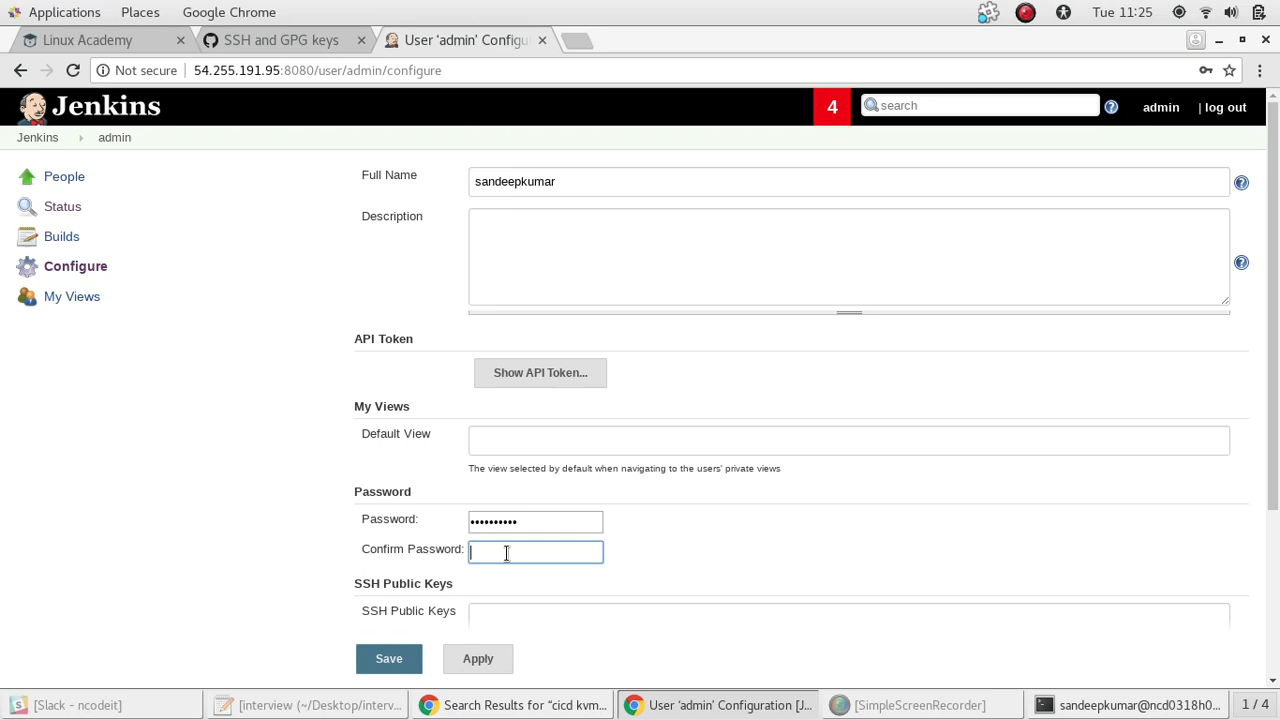 Applications Places Google Chrome Tue 11:25
Linux Academy SSH and GPG keys User 'admin' Configu
Not secure 54.255.191.95:8080/user/admin/configure
Jenkins 4 search admin | log out
Jenkins admin
People
Status
Builds
Configure
My Views
Full Name sandeepkumar
Description
API Token
Show API Token...
My Views
Default View
The view selected by default when navigating to the users' private views
Password
Password: ••••••••••
Confirm Password:
SSH Public Keys
SSH Public Keys
Save Apply
[Slack - ncodeit] [interview (~/Desktop/interv... Search Results for “cicd kvm... User 'admin' Configuration [J... [SimpleScreenRecorder] sandeepkumar@ncd0318h0... 1 / 4